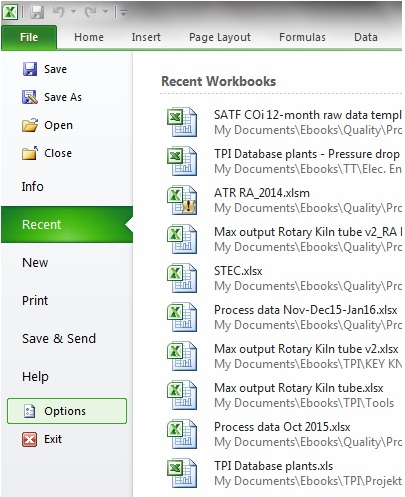 File Home Insert Page Layout Formulas Data
Save
Save As
Open
Close
Info
Recent
New
Print
Save & Send
Help
Options
Exit
Recent Workbooks
SATF COi 12-month raw data templ
My Documents\Ebooks\Quality\Pro
TPI Database plants - Pressure drop
My Documents\Ebooks\TT\Elec. En
ATR RA_2014.xlsm
My Documents\Ebooks\Quality\Pro
Max output Rotary Kiln tube v2_RA
My Documents\Ebooks\Quality\Pro
STEC.xlsx
My Documents\Ebooks\Quality\Pro
Process data Nov-Dec15-Jan16.xlsx
My Documents\Ebooks\Quality\Pro
Max output Rotary Kiln tube v2.xlsx
My Documents\Ebooks\TPI\KEY KN
Max output Rotary Kiln tube.xlsx
My Documents\Ebooks\TPI\Tools
Process data Oct 2015.xlsx
My Documents\Ebooks\Quality\Pro
TPI Database plants.xls
My Documents\Ebooks\TPI\Projekt